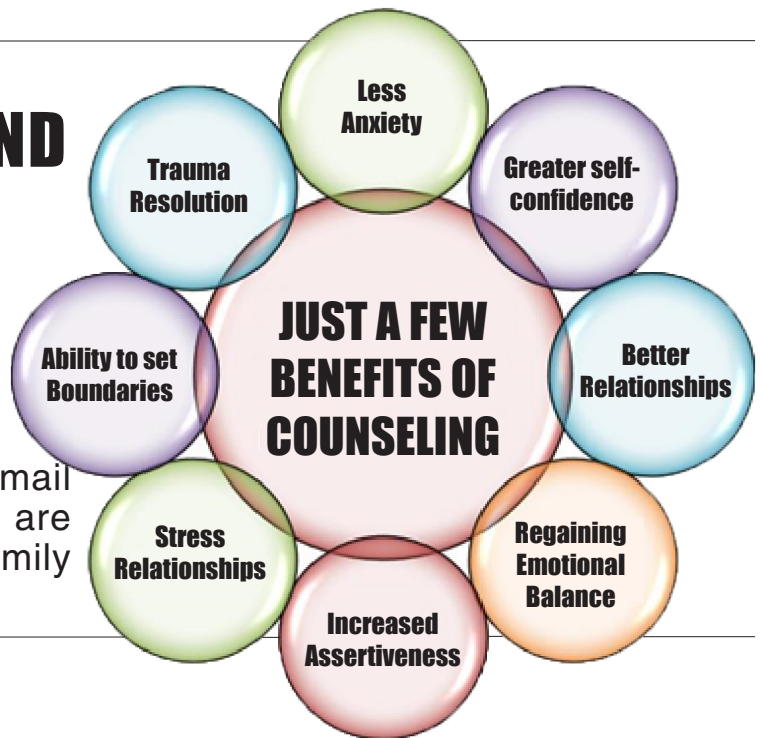 ND
mail
are
mily
JUST A FEW
BENEFITS OF
COUNSELING
Less
Anxiety
Greater self-
confidence
Better
Relationships
Regaining
Emotional
Balance
Increased
Assertiveness
Stress
Relationships
Ability to set
Boundaries
Trauma
Resolution